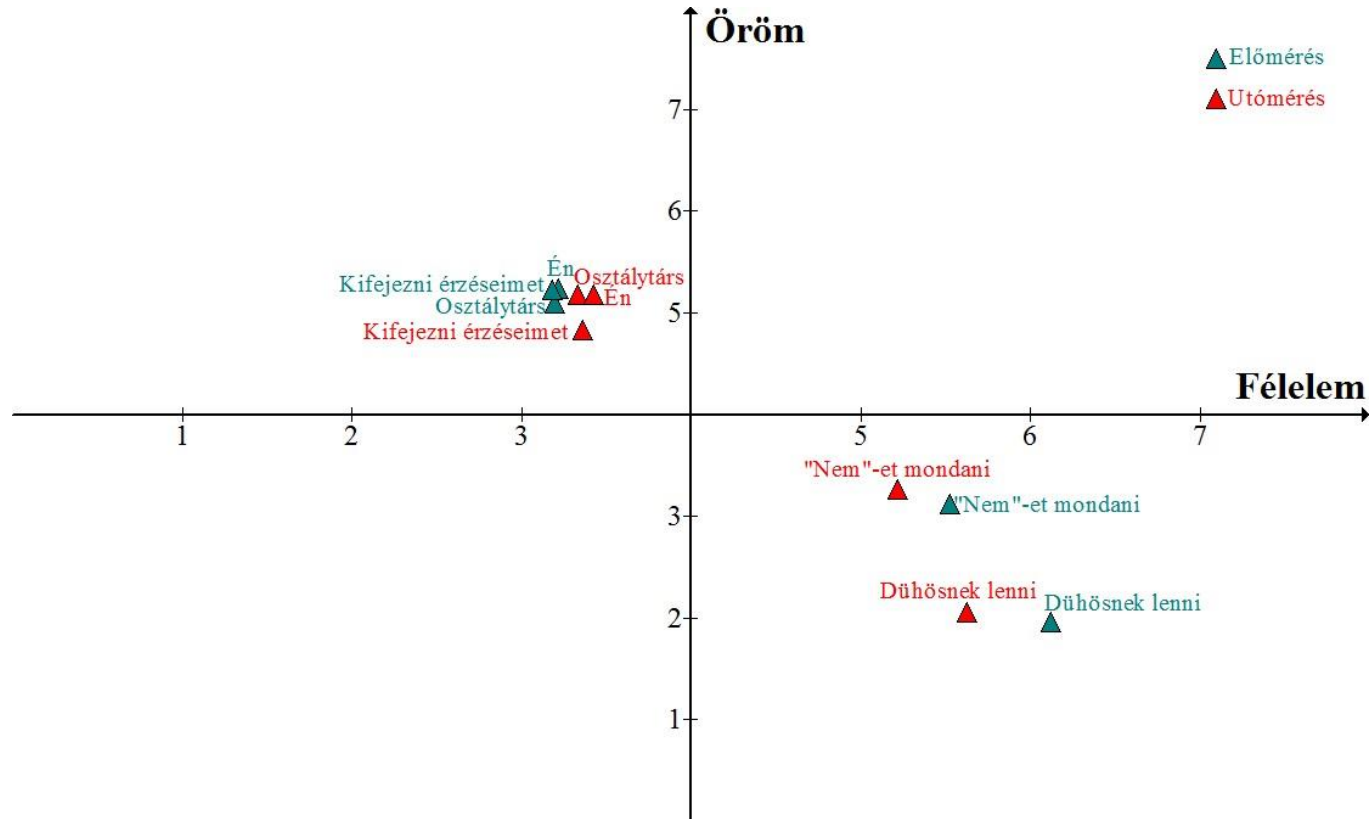 Öröm
Előmérés
Utómérés
7
6
Én
Osztálytárs
Kifejezni érzéseimet
Én
Osztálytárs
5
Kifejezni érzéseimet
Félelem
1
2
3
5
6
7
"Nem"-et mondani
"Nem"-et mondani
3
Dühösnek lenni
Dühösnek lenni
2
1